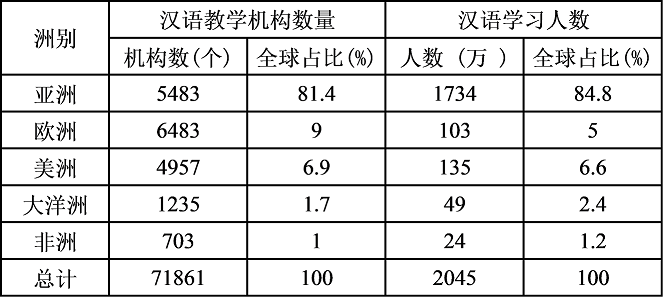 洲别 汉语教学机构数量 汉语学习人数
机构数(个) 全球占比(%) 人数 (万 ) 全球占比(%)
亚洲 5483 81.4 1734 84.8
欧洲 6483 9 103 5
美洲 4957 6.9 135 6.6
大洋洲 1235 1.7 49 2.4
非洲 703 1 24 1.2
总计 71861 100 2045 100